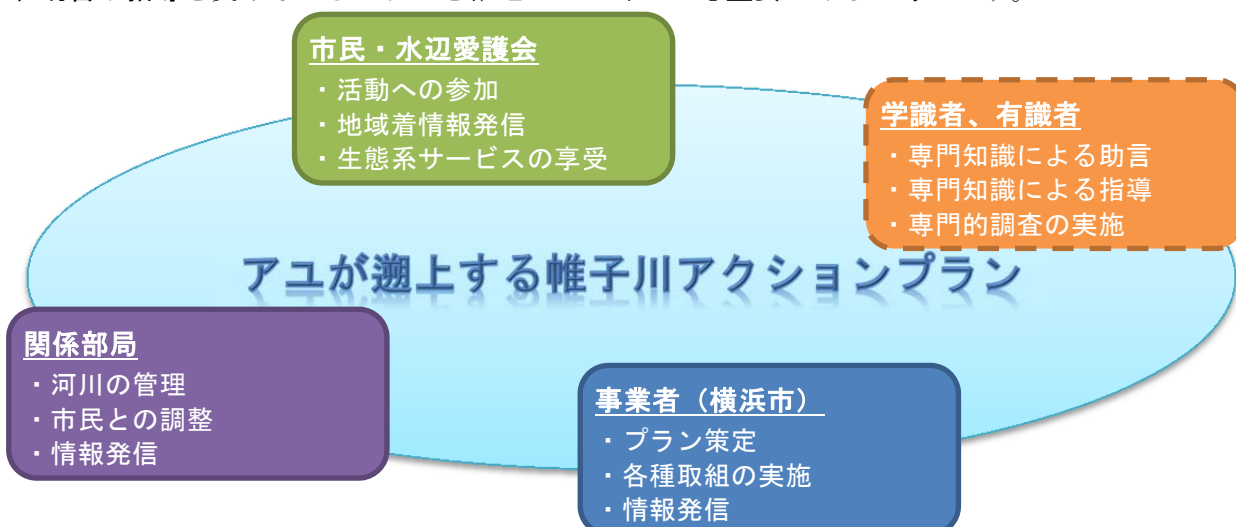 市民・水辺愛護会
・活動への参加
・地域着情報発信
・生態系サービスの享受
学識者、有識者
・専門知識による助言
・専門知識による指導
・専門的調査の実施
アユが遡上する帷子川アクションプラン
関係部局
・河川の管理
・市民との調整
・情報発信
事業者（横浜市）
・プラン策定
・各種取組の実施
・情報発信